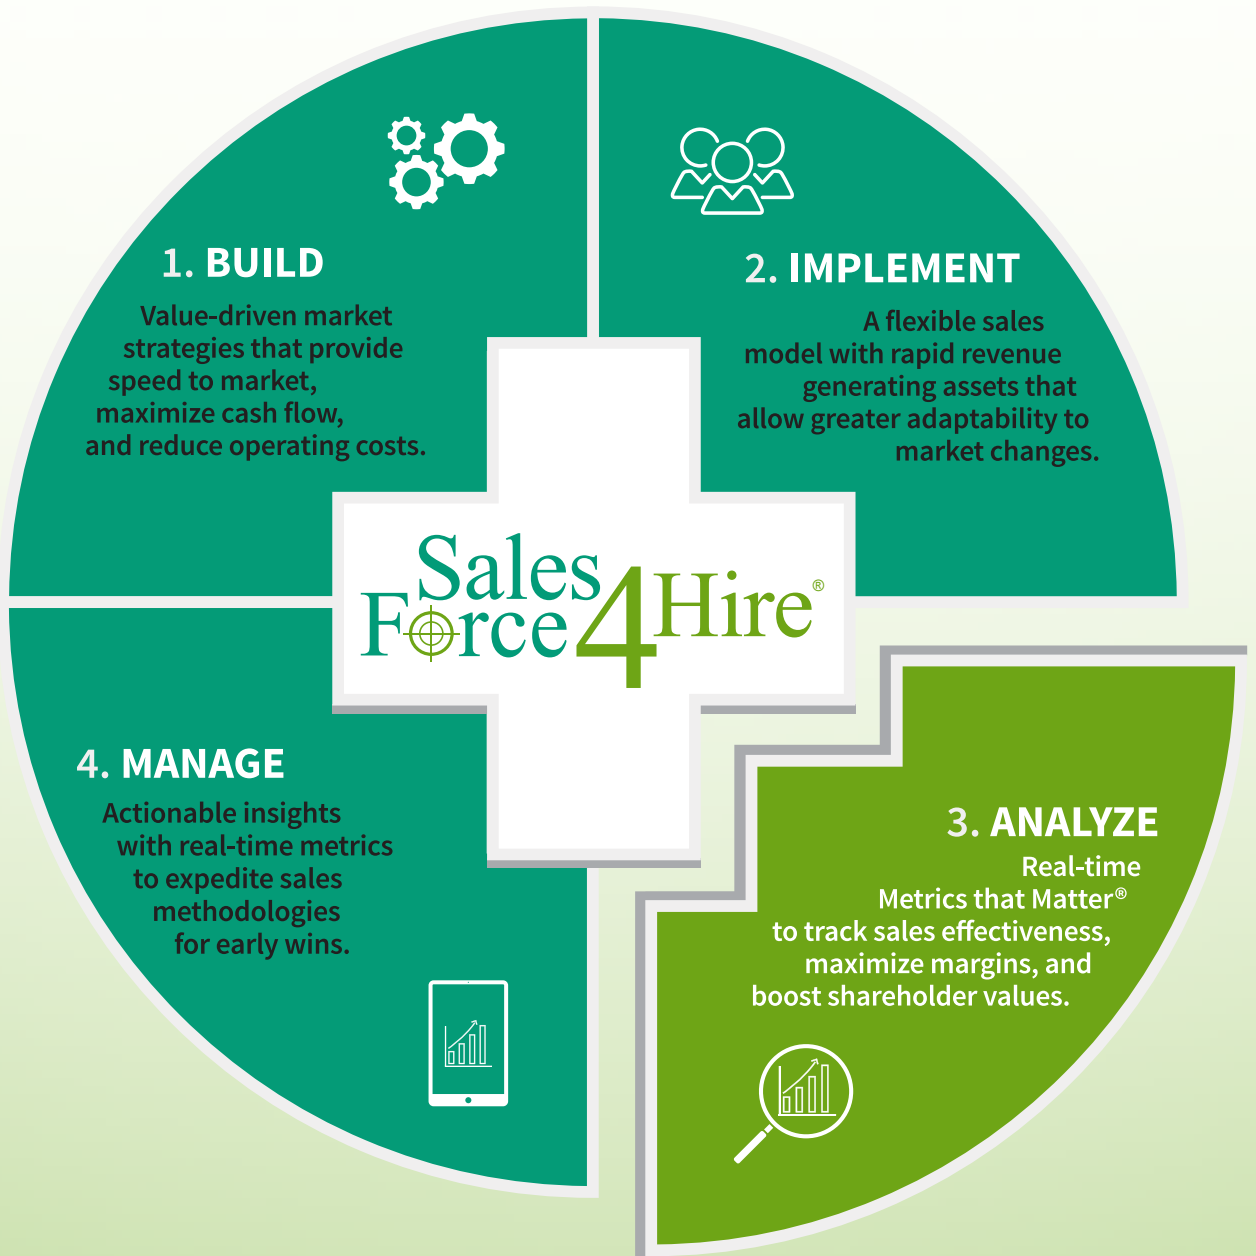 1. BUILD
Value-driven market
strategies that provide
speed to market,
maximize cash flow,
and reduce operating costs.
2. IMPLEMENT
A flexible sales
model with rapid revenue
generating assets that
allow greater adaptability to
market changes.
Sales
Force4Hire®
3. ANALYZE
Real-time
Metrics that Matter®
to track sales effectiveness,
maximize margins, and
boost shareholder values.
4. MANAGE
Actionable insights
with real-time metrics
to expedite sales
methodologies
for early wins.